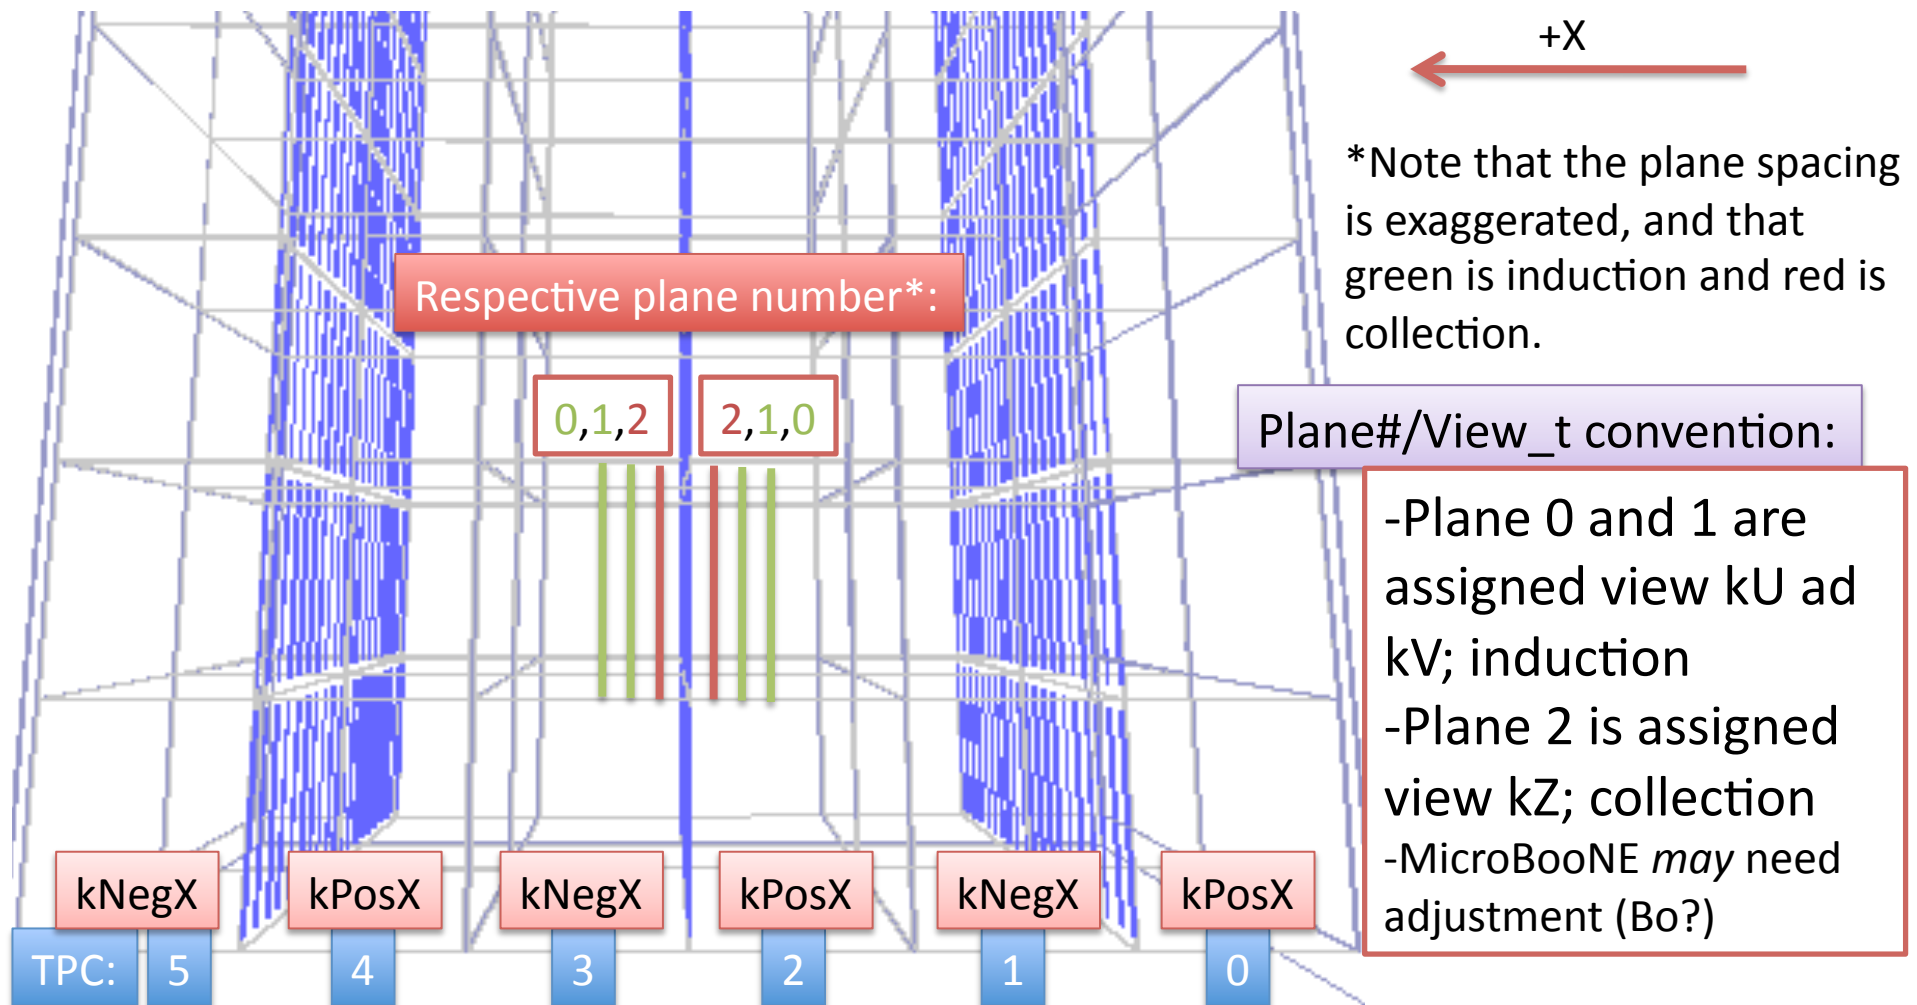 +X
*Note that the plane spacing
is exaggerated, and that
green is induction and red is
collection.
Respective plane number*:
0,1,2
2,1,0
Plane#/View_t convention:
-Plane 0 and 1 are
assigned view kU ad
kV; induction
-Plane 2 is assigned
view kZ; collection
-MicroBooNE may need
adjustment (Bo?)
kNegX kPosX kNegX kPosX kNegX kPosX
TPC: 5 4 3 2 1 0